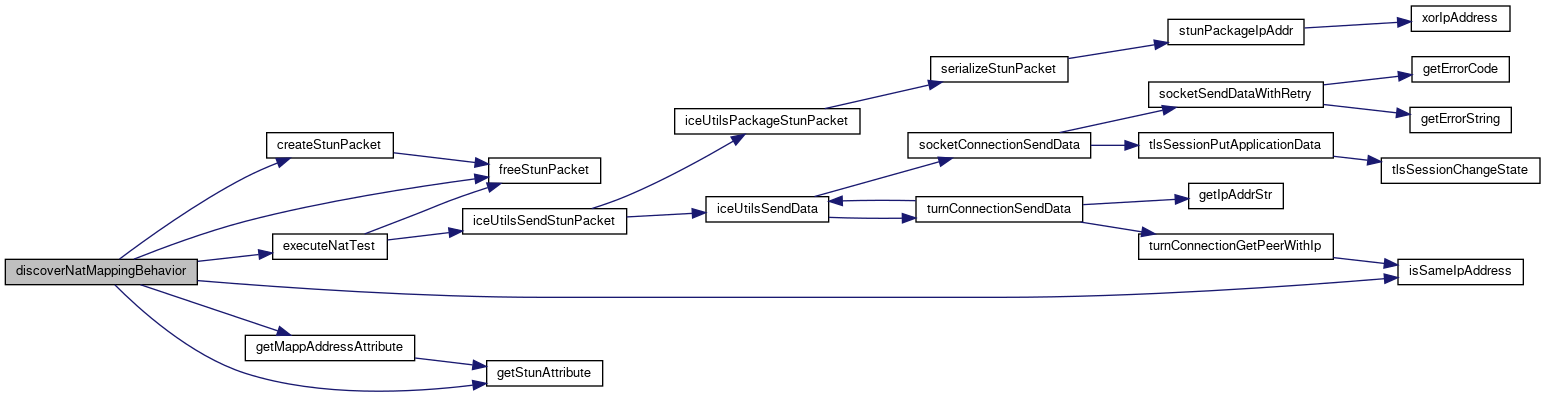 xorIpAddress
stunPackageIpAddr
serializeStunPacket
getErrorCode
socketSendDataWithRetry
iceUtilsPackageStunPacket
getErrorString
createStunPacket
socketConnectionSendData
tlsSessionPutApplicationData
freeStunPacket
tlsSessionChangeState
getIpAddrStr
iceUtilsSendData
turnConnectionSendData
iceUtilsSendStunPacket
executeNatTest
turnConnectionGetPeerWithIp
discoverNatMappingBehavior
isSameIpAddress
getMappAddressAttribute
getStunAttribute